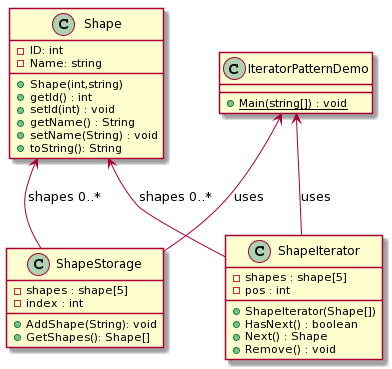 C Shape
ID: int
Name: string
Shape(int,string)
getId() : int
setId(int) : void
getName() : String
setName(String) : void
toString(): String
C IteratorPatternDemo
Main(string[]) : void
shapes 0..*
shapes 0..*
uses
uses
C ShapeStorage
shapes : shape[5]
index : int
AddShape(String): void
GetShapes(): Shape[]
C ShapeIterator
shapes : shape[5]
pos : int
ShapeIterator(Shape[])
HasNext() : boolean
Next() : Shape
Remove() : void